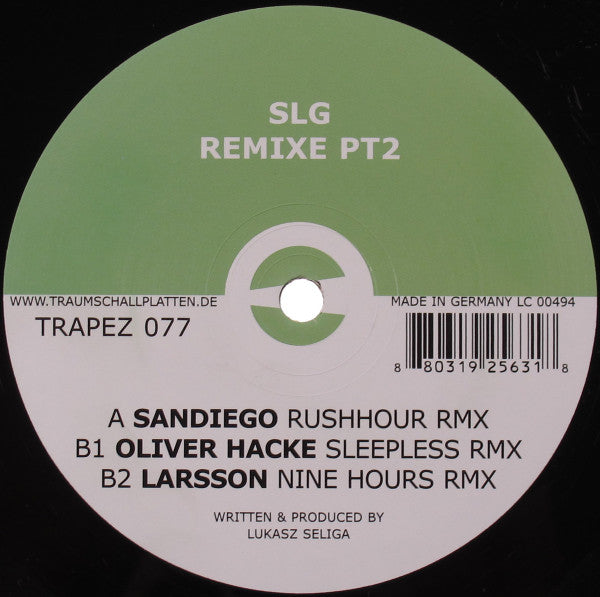 SLG
REMIXE PT2
WWW.TRAUMSCHALLPLATTEN.DE
MADE IN GERMANY LC 00494
TRAPEZ 077
8 80319 25631 8
A SANDIEGO RUSHHOUR RMX
B1 OLIVER HACKE SLEEPLESS RMX
B2 LARSSON NINE HOURS RMX
WRITTEN & PRODUCED BY
LUKASZ SELIGA